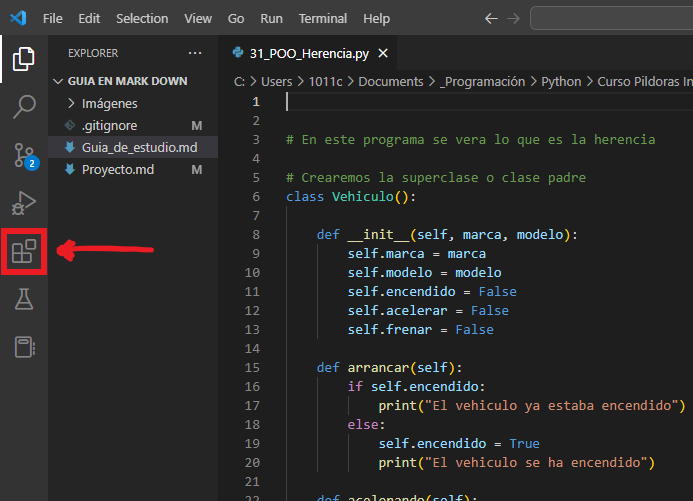 File Edit Selection View Go Run Terminal Help
EXPLORER ···
GUIA EN MARK DOWN
Imágenes
.gitignore M
Guia_de_estudio.md
Proyecto.md M
2
31_POO_Herencia.py
C: > Users > 1011c > Documents > _Programación > Python > Curso Pildoras In
1
2
3 # En este programa se vera lo que es la herencia
4
5 # Crearemos la superclase o clase padre
6 class Vehiculo():
7
8 def __init__(self, marca, modelo):
9 self.marca = marca
10 self.modelo = modelo
11 self.encendido = False
12 self.acelerar = False
13 self.frenar = False
14
15 def arrancar(self):
16 if self.encendido:
17 print("El vehiculo ya estaba encendido")
18 else:
19 self.encendido = True
20 print("El vehiculo se ha encendido")
21
22 def acelerando(self):